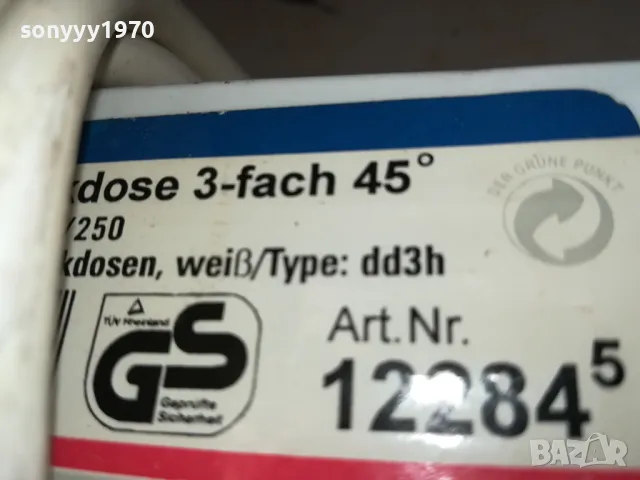 sonyyy1970
kdose 3-fach 45°
/250
kdosen, weiß/Type: dd3h
DER GRÜNE PUNKT
TÜV Rheinland
GS
Geprüfte
Sicherheit
Art.Nr.
12284⁵
BAZAR